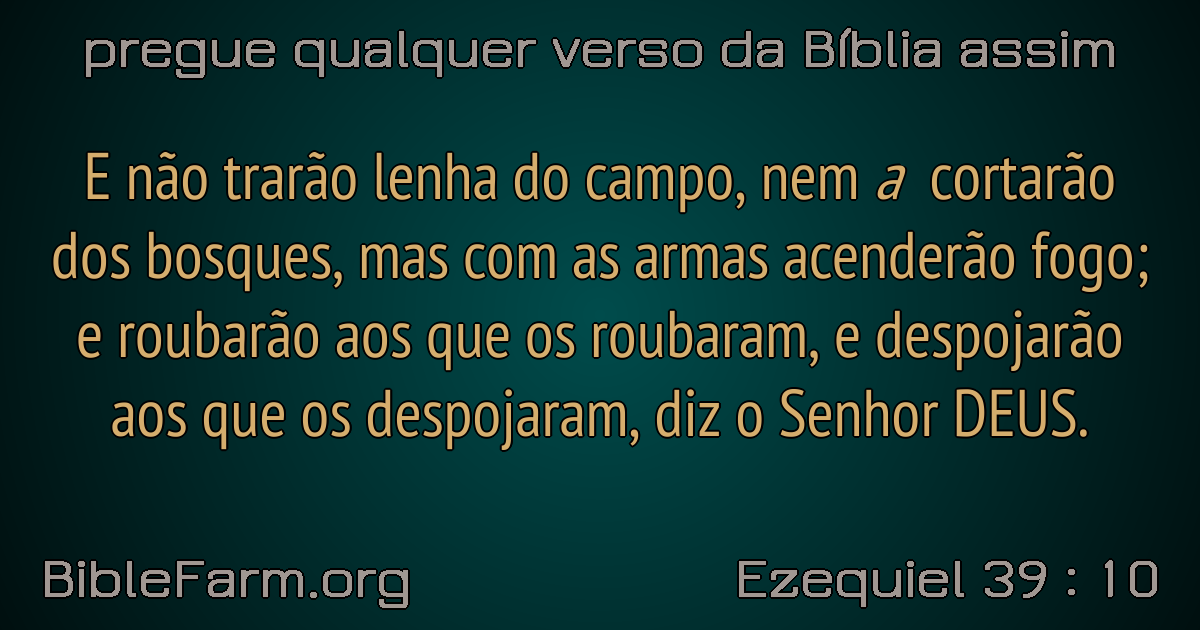 pregue qualquer verso da Bíblia assim
E não trarão lenha do campo, nem a cortarão
dos bosques, mas com as armas acenderão fogo;
e roubarão aos que os roubaram, e despojarão
aos que os despojaram, diz o Senhor DEUS.
BibleFarm.org
Ezequiel 39 : 10